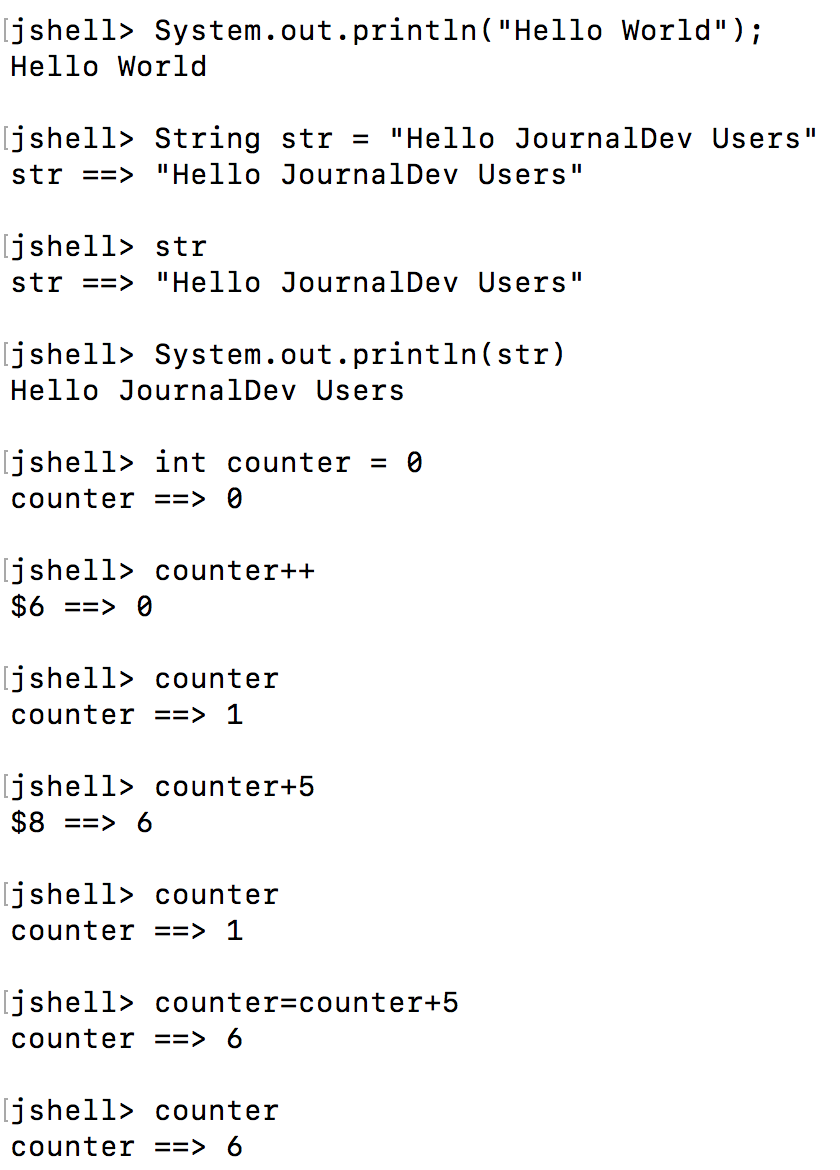 [jshell> System.out.println("Hello World");
Hello World
[jshell> String str = "Hello JournalDev Users"
str ==> "Hello JournalDev Users"
[jshell> str
str ==> "Hello JournalDev Users"
[jshell> System.out.println(str)
Hello JournalDev Users
[jshell> int counter = 0
counter ==> 0
[jshell> counter++
$6 ==> 0
[jshell> counter
counter ==> 1
[jshell> counter+5
$8 ==> 6
[jshell> counter
counter ==> 1
[jshell> counter=counter+5
counter ==> 6
[jshell> counter
counter ==> 6